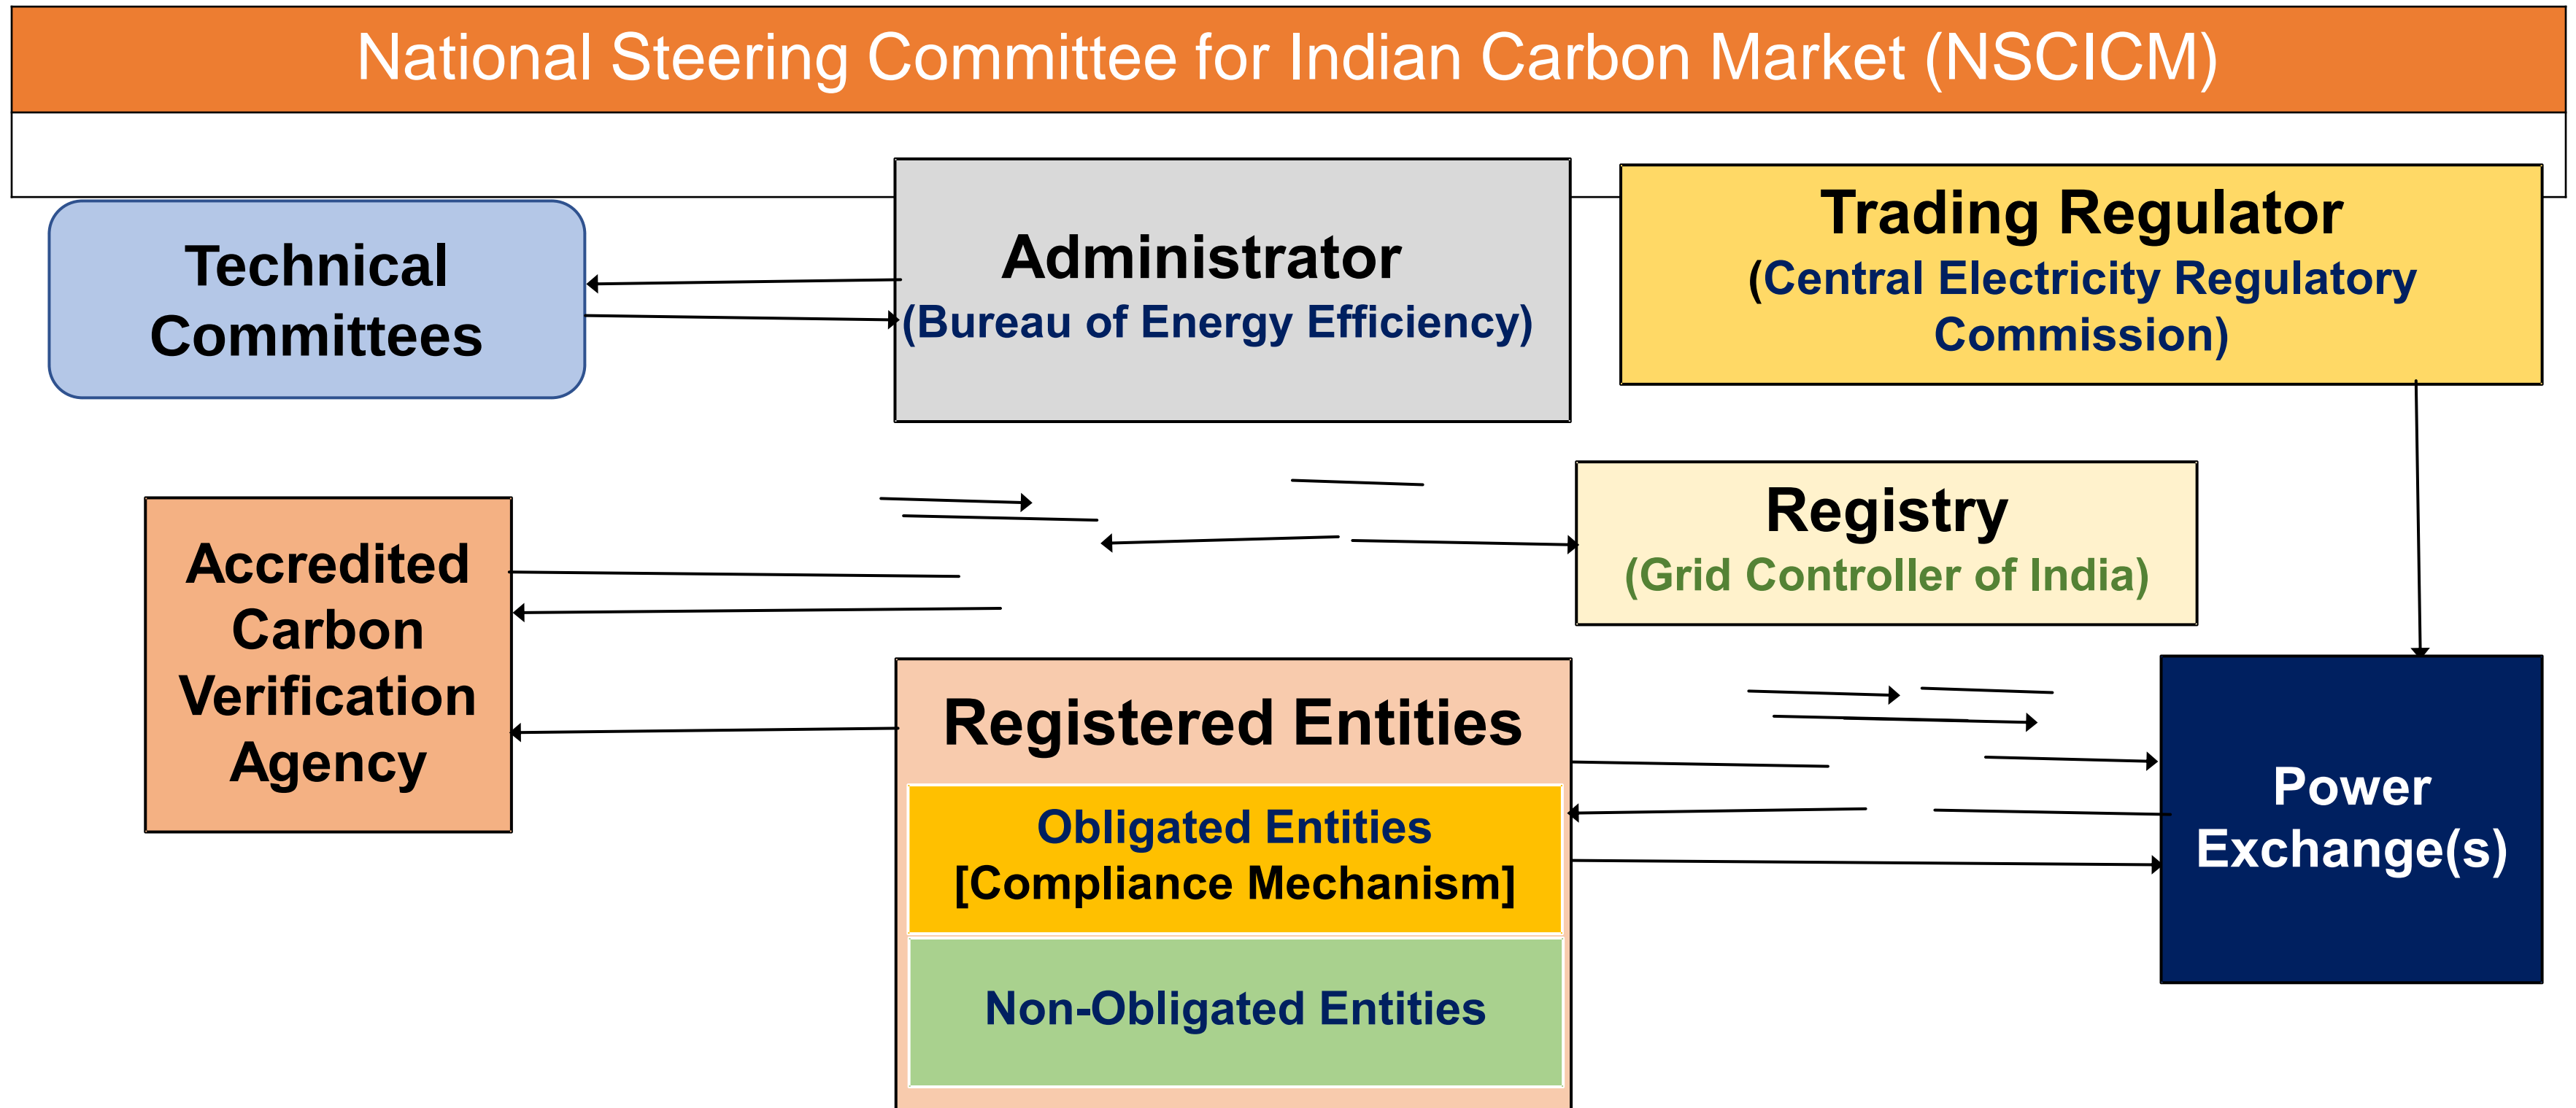 National Steering Committee for Indian Carbon Market (NSCICM)
Technical
Committees
Administrator
(Bureau of Energy Efficiency)
Trading Regulator
(Central Electricity Regulatory
Commission)
Accredited
Carbon
Verification
Agency
Registry
(Grid Controller of India)
Registered Entities
Obligated Entities
[Compliance Mechanism]
Non-Obligated Entities
Power
Exchange(s)